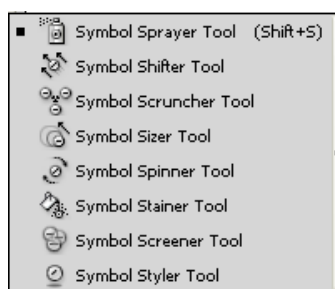 Symbol Sprayer Tool (Shift+S)
Symbol Shifter Tool
Symbol Scruncher Tool
Symbol Sizer Tool
Symbol Spinner Tool
Symbol Stainer Tool
Symbol Screener Tool
Symbol Styler Tool